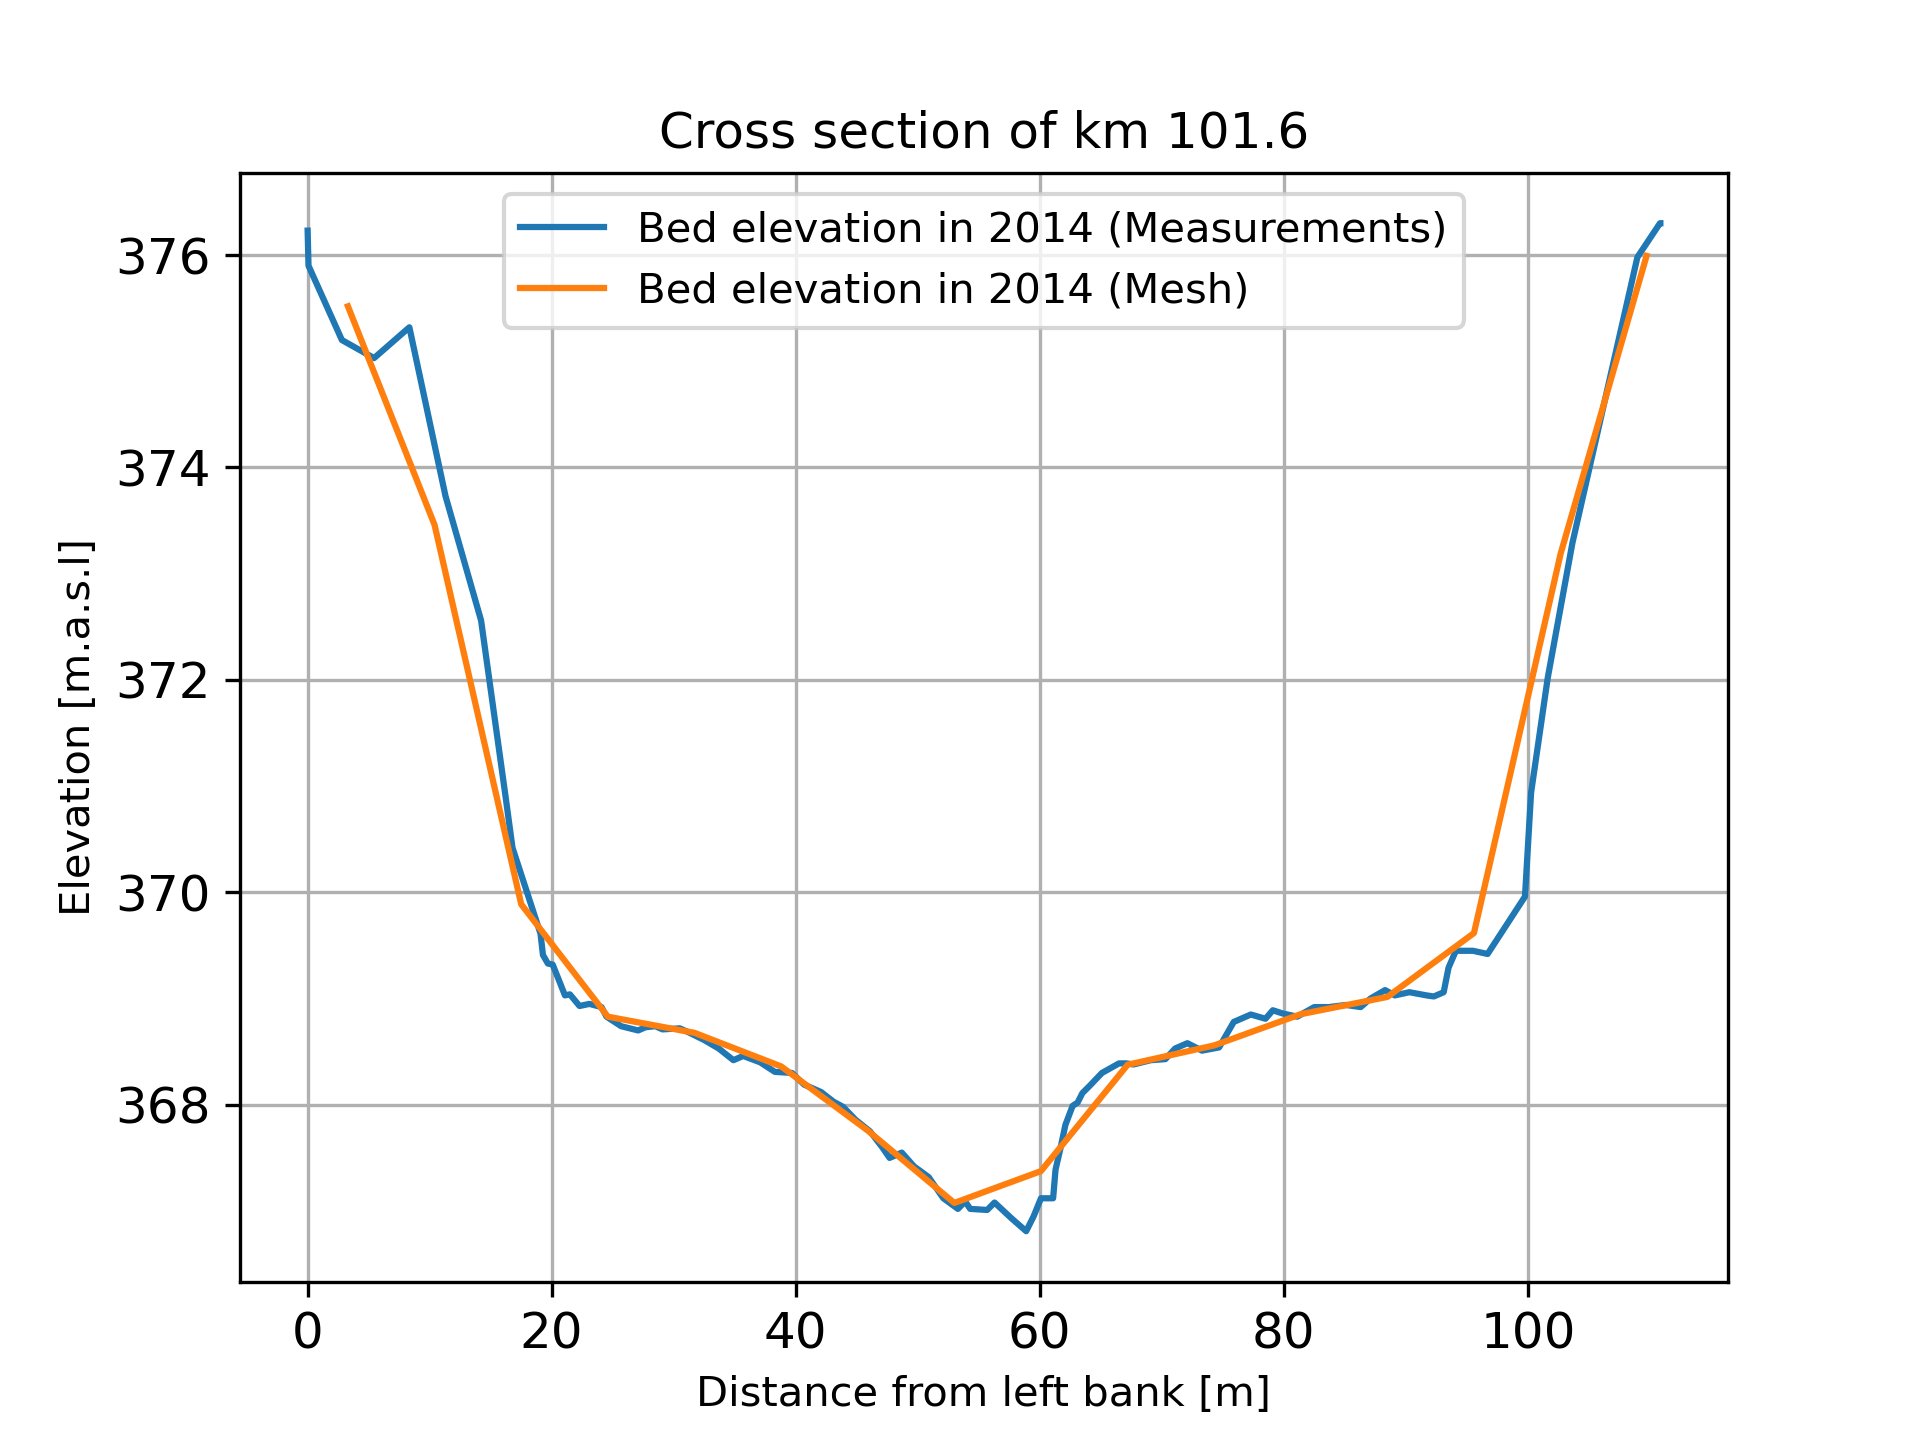 Cross section of km 101.6
Bed elevation in 2014 (Measurements)
Bed elevation in 2014 (Mesh)
Elevation [m.a.s.l]
376
374
372
370
368
0 20 40 60 80 100
Distance from left bank [m]